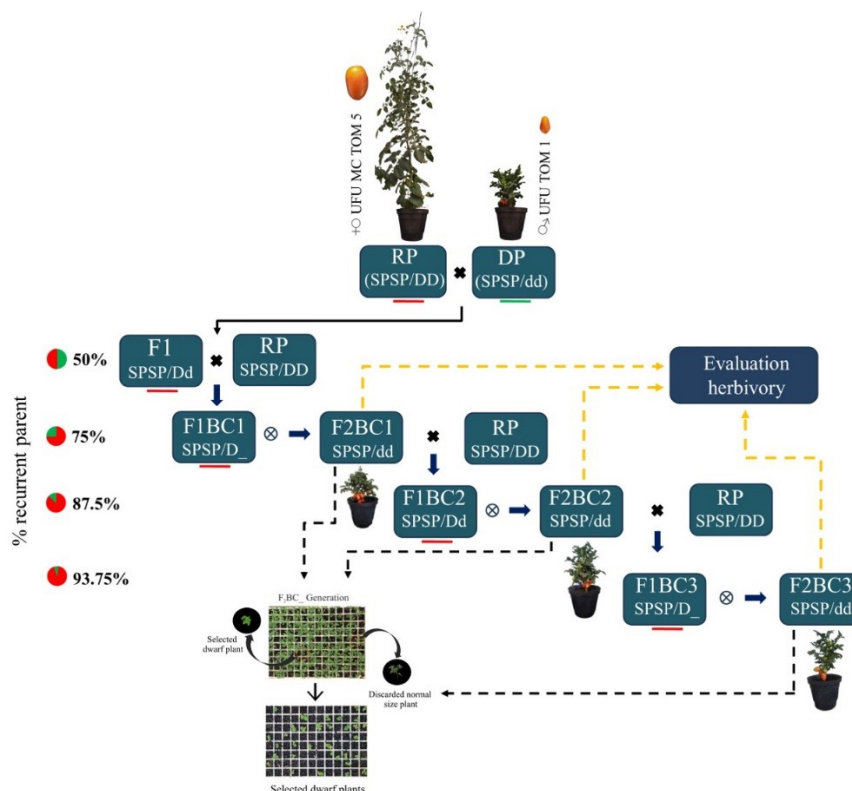 ♀ UFU MC TOM 5
♂ UFU TOM 1
RP
(SPSP/DD)
✖
DP
(SPSP/dd)
% recurrent parent
50%
F1
SPSP/Dd
✖
RP
SPSP/DD
Evaluation
herbivory
75%
F1BC1
SPSP/D_
⊗
F2BC1
SPSP/dd
✖
RP
SPSP/DD
87.5%
F1BC2
SPSP/Dd
⊗
F2BC2
SPSP/dd
✖
RP
SPSP/DD
93.75%
F1BC3
SPSP/D_
⊗
F2BC3
SPSP/dd
F₂BC_ Generation
Selected
dwarf plant
Discarded normal
size plant
Selected dwarf plants